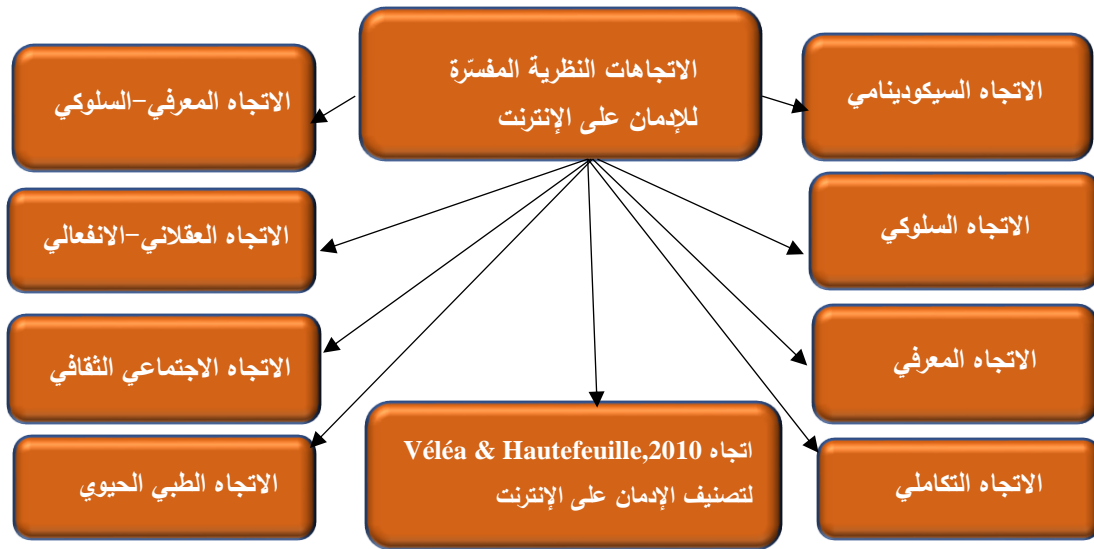 الاتجاهات النظرية المفسّرة
للإدمان على الإنترنت
الاتجاه السيكودينامي
الاتجاه المعرفي-السلوكي
الاتجاه السلوكي
الاتجاه العقلاني-الانفعالي
الاتجاه المعرفي
الاتجاه الاجتماعي الثقافي
اتجاه Véléa & Hautefeuille,2010
لتصنيف الإدمان على الإنترنت
الاتجاه التكاملي
الاتجاه الطبي الحيوي